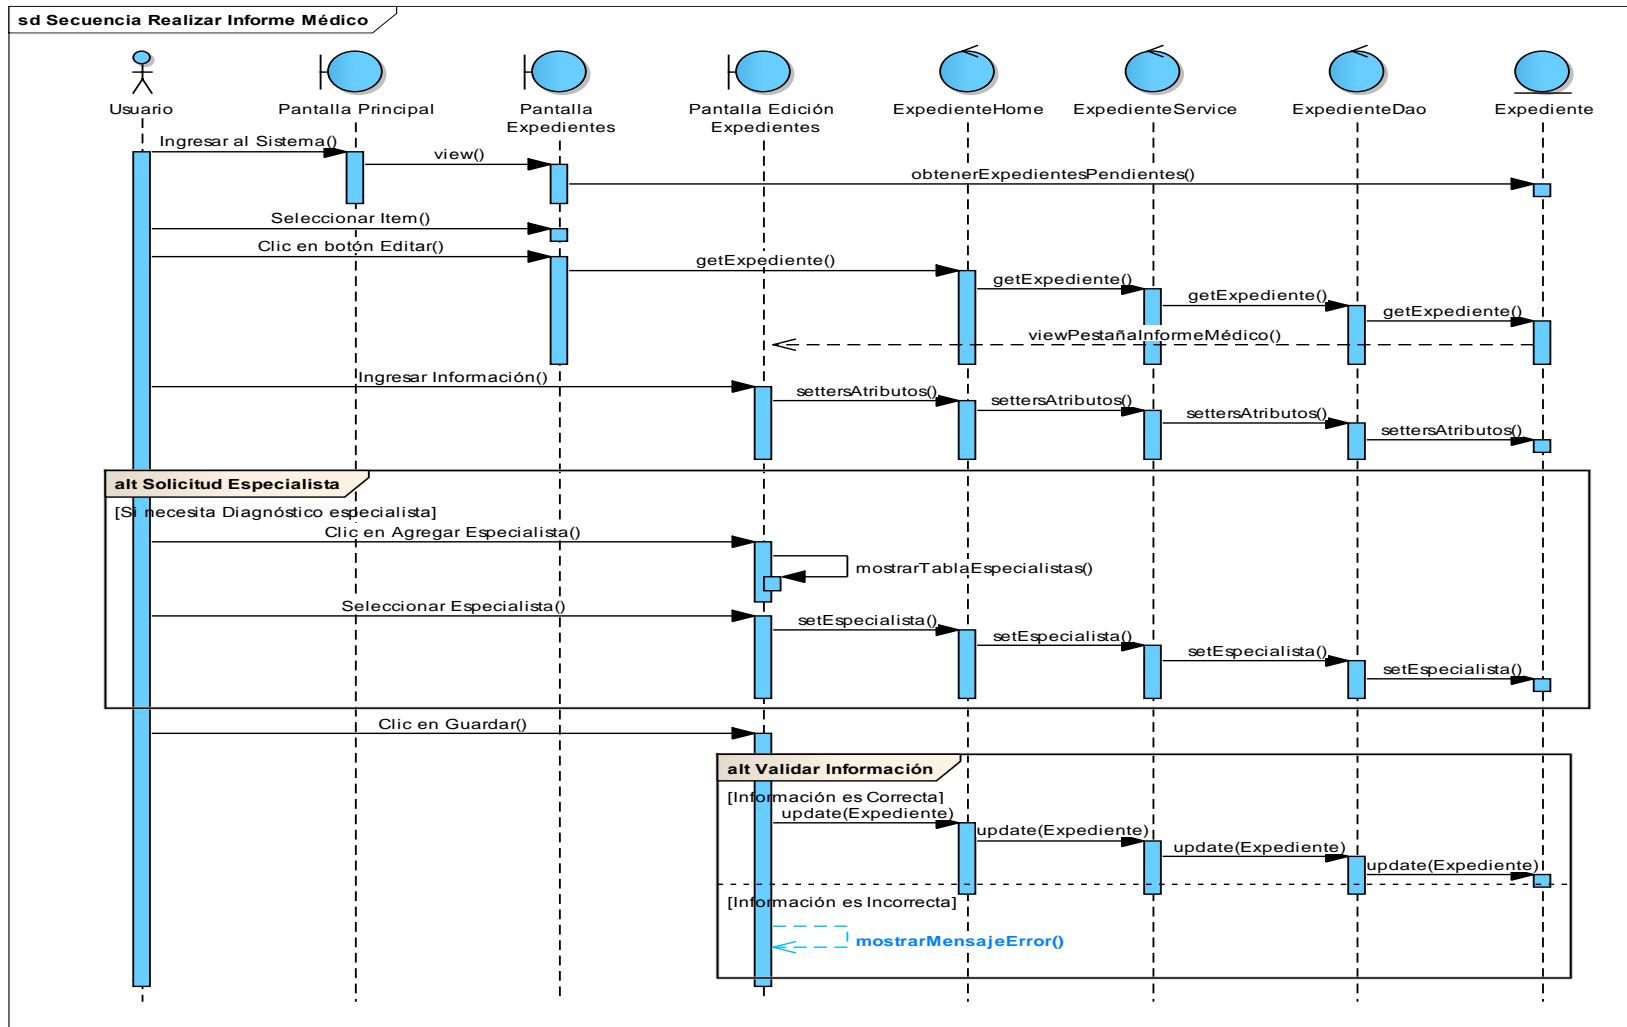 sd Secuencia Realizar Informe Médico
Usuario
Pantalla Principal
Pantalla
Expedientes
Pantalla Edición
Expedientes
ExpedienteHome
ExpedienteService
ExpedienteDao
Expediente
Ingresar al Sistema()
view()
obtenerExpedientesPendientes()
Seleccionar Item()
Clic en botón Editar()
getExpediente()
getExpediente()
getExpediente()
getExpediente()
viewPestañaInformeMédico()
Ingresar Información()
settersAtributos()
settersAtributos()
settersAtributos()
settersAtributos()
alt Solicitud Especialista
[Si necesita Diagnóstico especialista]
Clic en Agregar Especialista()
mostrarTablaEspecialistas()
Seleccionar Especialista()
setEspecialista()
setEspecialista()
setEspecialista()
setEspecialista()
Clic en Guardar()
alt Validar Información
[Información es Correcta]
update(Expediente)
update(Expediente)
update(Expediente)
update(Expediente)
[Información es Incorrecta]
mostrarMensajeError()